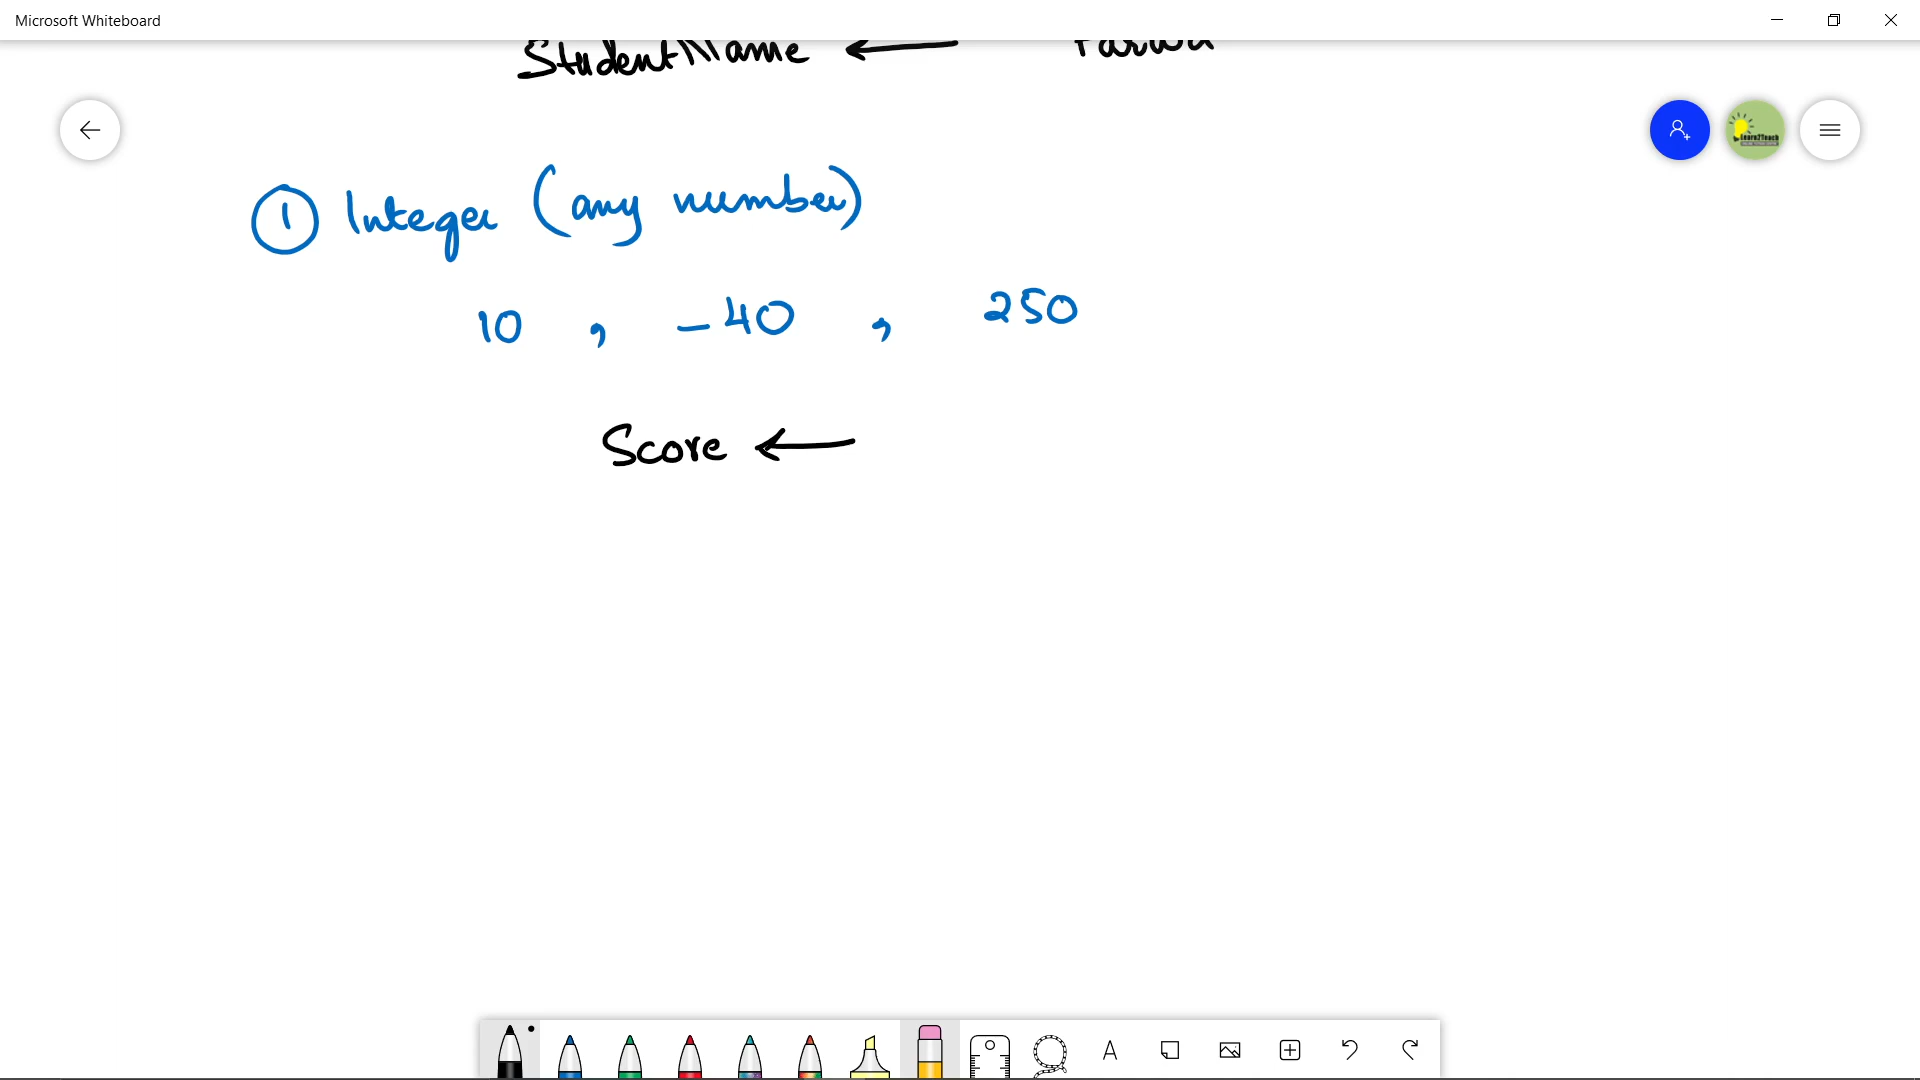 Microsoft Whiteboard
StudentName ←
① Integer (any number)
10 , -40 , 250
Score ←
A